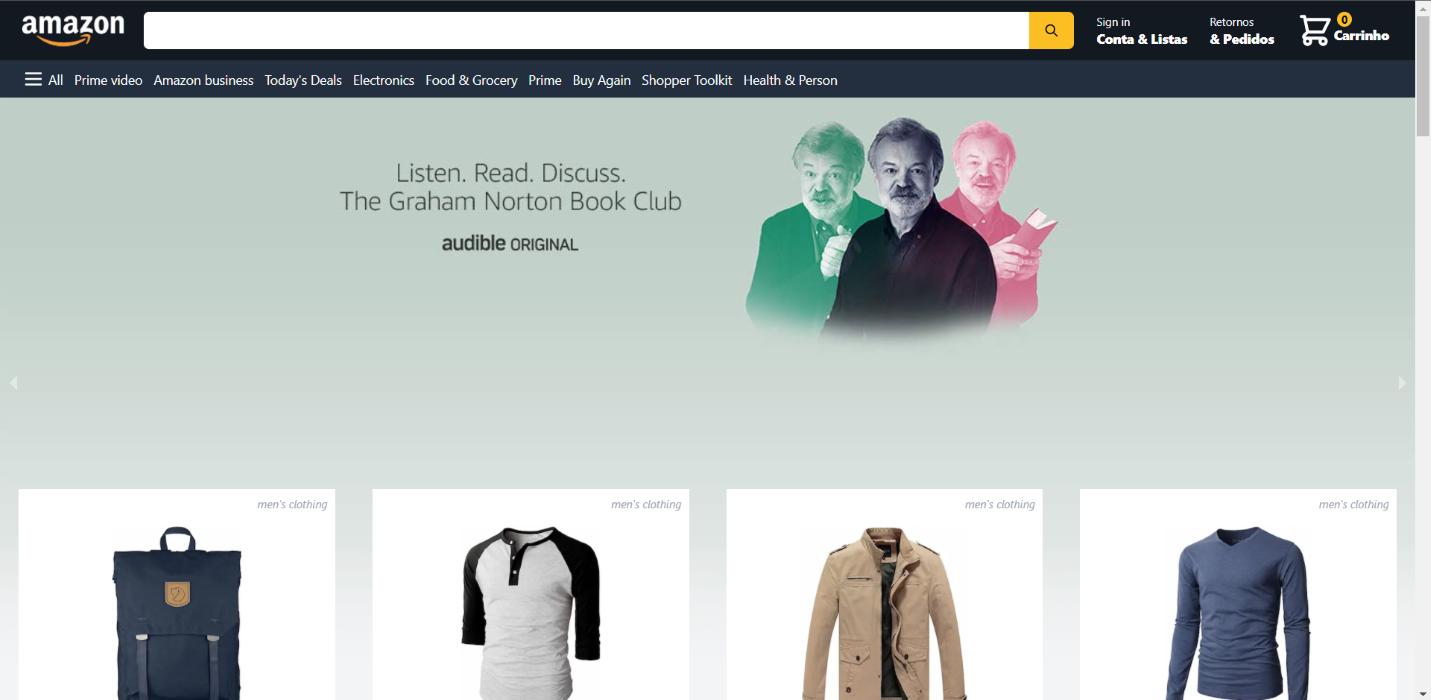 amazon
Sign in
Conta & Listas
Retornos
& Pedidos
0
Carrinho
All Prime video Amazon business Today's Deals Electronics Food & Grocery Prime Buy Again Shopper Toolkit Health & Person
Listen. Read. Discuss.
The Graham Norton Book Club
audible ORIGINAL
men's clothing
men's clothing
men's clothing
men's clothing